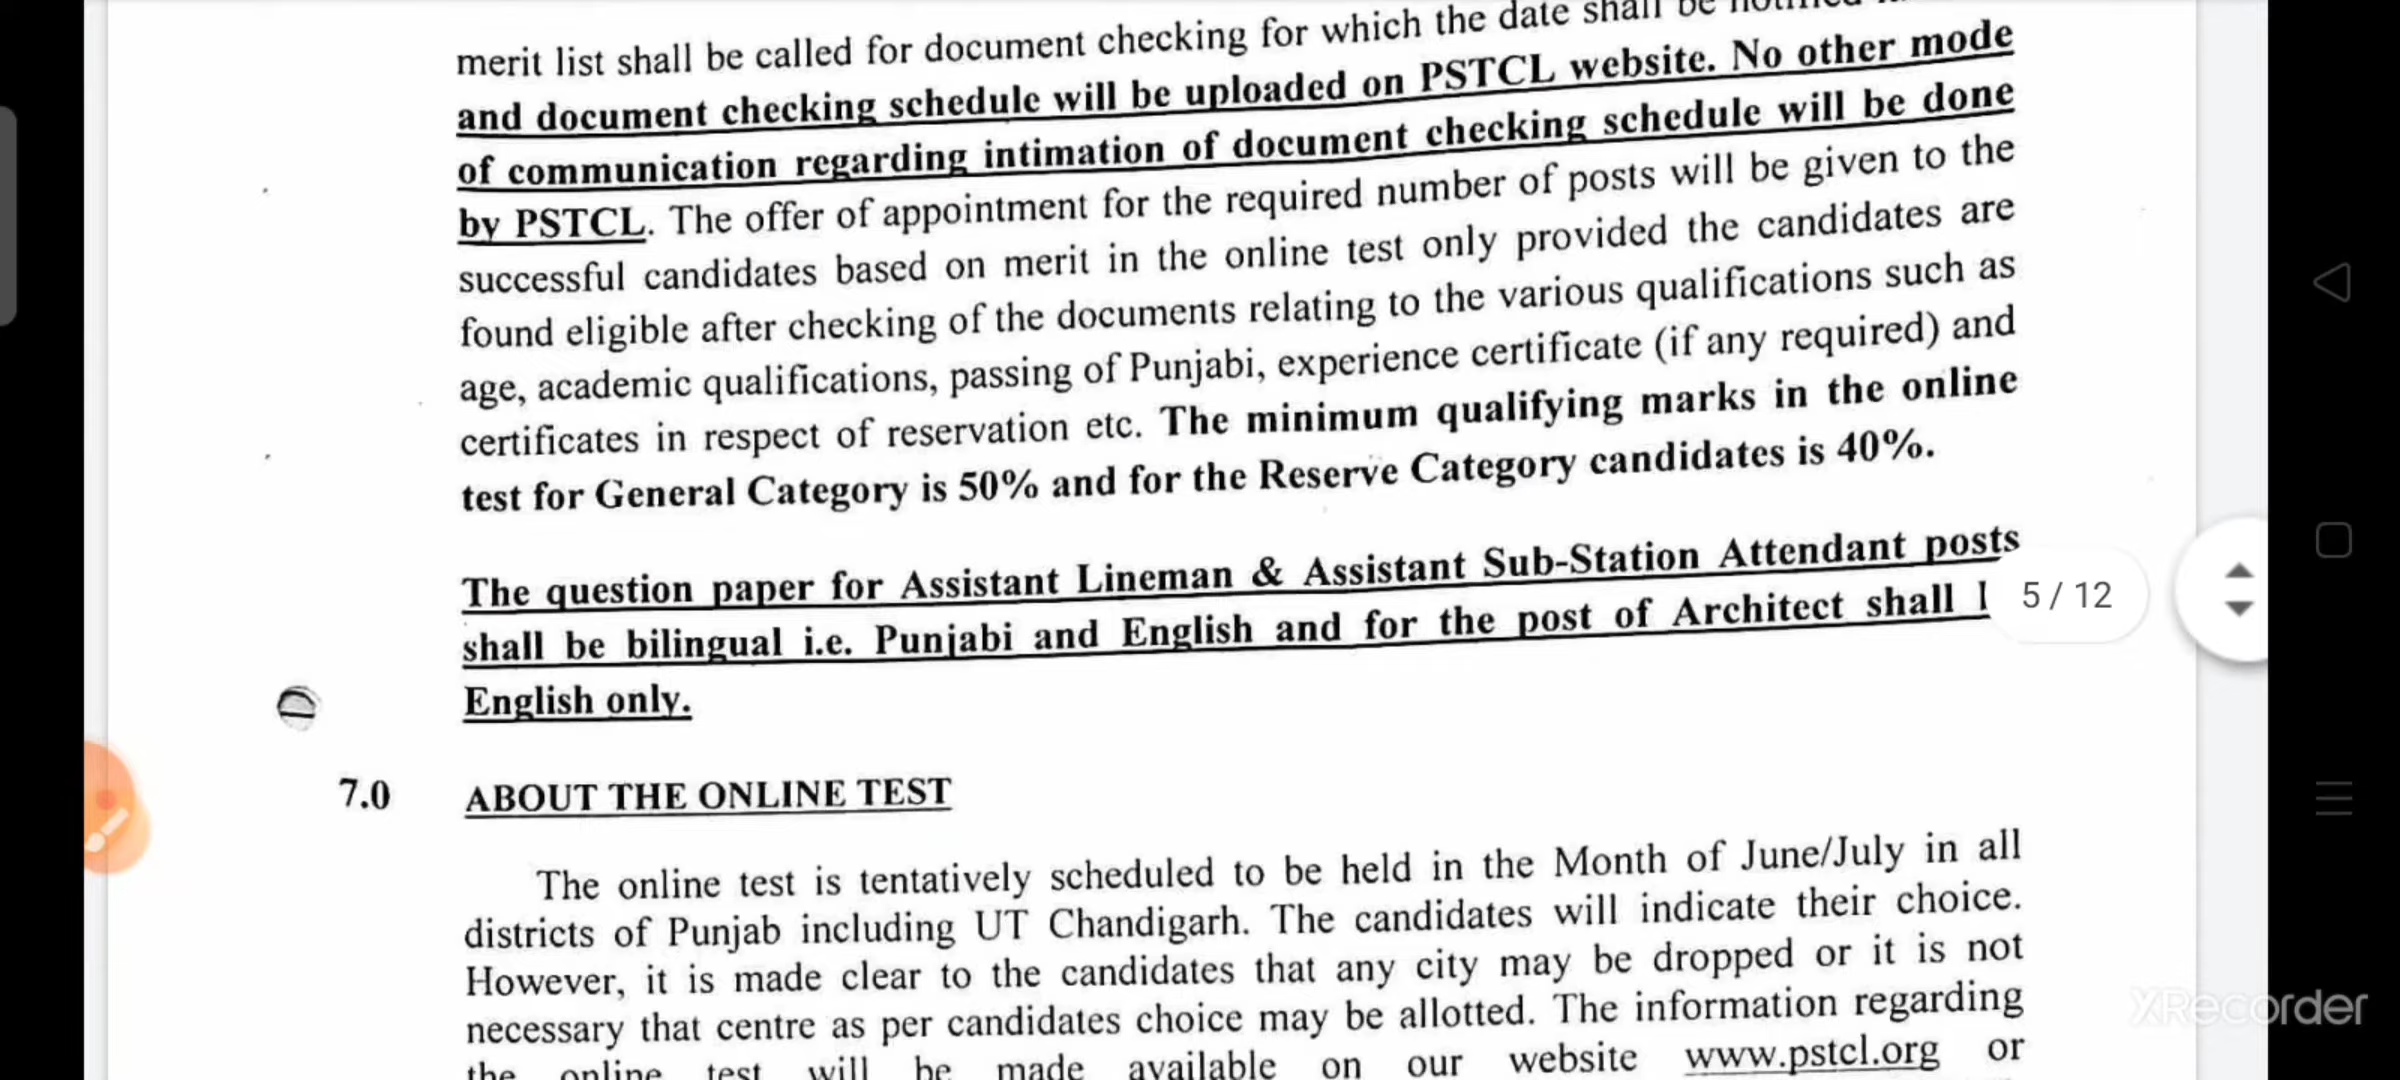 merit list shall be called for document checking for which the date shall be
and document checking schedule will be uploaded on PSTCL website. No other mode
of communication regarding intimation of document checking schedule will be done
by PSTCL. The offer of appointment for the required number of posts will be given to the
successful candidates based on merit in the online test only provided the candidates are
found eligible after checking of the documents relating to the various qualifications such as
age, academic qualifications, passing of Punjabi, experience certificate (if any required) and
certificates in respect of reservation etc. The minimum qualifying marks in the online
test for General Category is 50% and for the Reserve Category candidates is 40%.
The question paper for Assistant Lineman & Assistant Sub-Station Attendant posts
shall be bilingual i.e. Punjabi and English and for the post of Architect shall
5 / 12
English only.
7.0 ABOUT THE ONLINE TEST
The online test is tentatively scheduled to be held in the Month of June/July in all
districts of Punjab including UT Chandigarh. The candidates will indicate their choice.
However, it is made clear to the candidates that any city may be dropped or it is not
necessary that centre as per candidates choice may be allotted. The information regarding
the online test will be made available on our website www.pstcl.org or
XRecorder